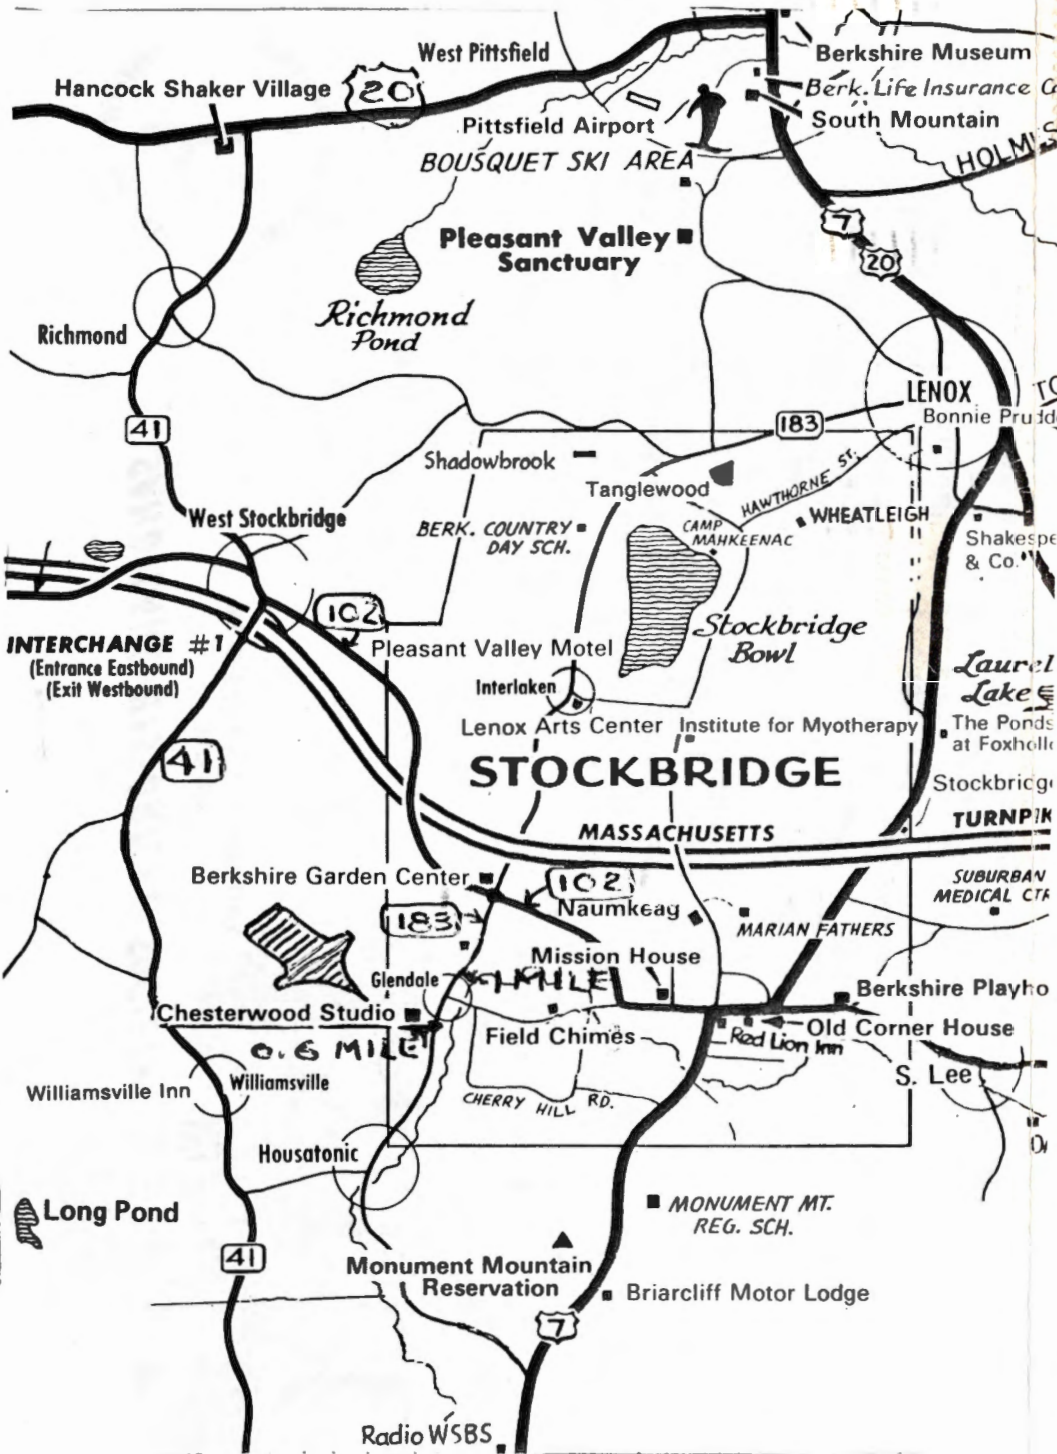 West Pittsfield
Berkshire Museum
Hancock Shaker Village
20
Berk. Life Insurance
Pittsfield Airport
South Mountain
BOUSQUET SKI AREA
7
Pleasant Valley
Sanctuary
20
Richmond
Pond
Richmond
LENOX
183
Bonnie
41
Shadowbrook
Tanglewood
HAWTHORNE ST.
West Stockbridge
BERK. COUNTRY
DAY SCH.
CAMP
MAHKEENAC
WHEATLEIGH
& Co.
102
Stockbridge
Bowl
INTERCHANGE #1
(Entrance Eastbound)
(Exit Westbound)
Pleasant Valley Motel
Interlaken
Laurel
Lake
Lenox Arts Center
Institute for Myotherapy
The Ponds
at
41
STOCKBRIDGE
MASSACHUSETTS
TURNPIK
Berkshire Garden Center
102
SUBURBAN
MEDICAL CTR
183
Naumkeag
MARIAN FATHERS
Mission House
Glendale
1 MILE
Berkshire Playho
Chesterwood Studio
Field Chimes
Red Lion Inn
Old Corner House
0.6 MILE
S. Lee
Williamsville Inn
Williamsville
CHERRY HILL RD.
Housatonic
Long Pond
MONUMENT MT.
REG. SCH.
41
Monument Mountain
Reservation
Briarcliff Motor Lodge
7
Radio WSBS